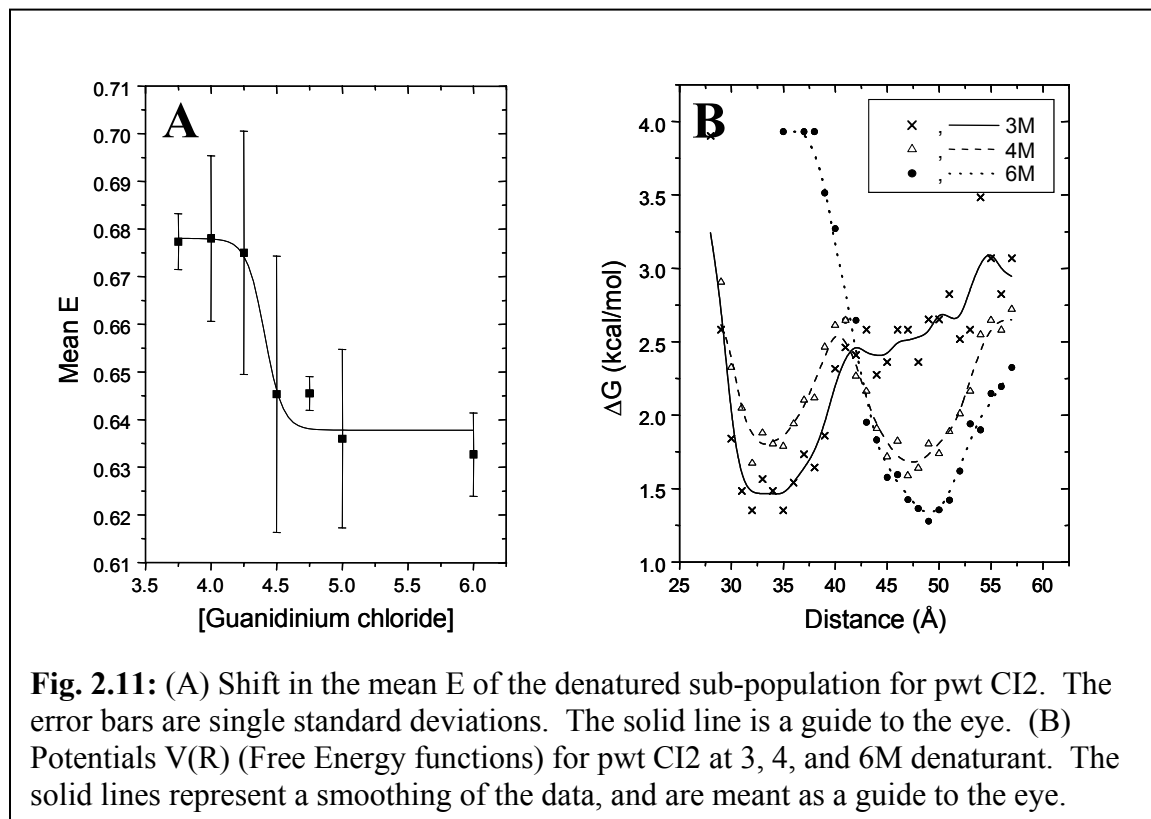 A
Mean E
0.71
0.70
0.69
0.68
0.67
0.66
0.65
0.64
0.63
0.62
0.61
3.5 4.0 4.5 5.0 5.5 6.0
[Guanidinium chloride]
B
ΔG (kcal/mol)
4.0
3.5
3.0
2.5
2.0
1.5
1.0
, 3M
, 4M
, 6M
25 30 35 40 45 50 55 60
Distance (Å)
Fig. 2.11: (A) Shift in the mean E of the denatured sub-population for pwt CI2. The
error bars are single standard deviations. The solid line is a guide to the eye. (B)
Potentials V(R) (Free Energy functions) for pwt CI2 at 3, 4, and 6M denaturant. The
solid lines represent a smoothing of the data, and are meant as a guide to the eye.